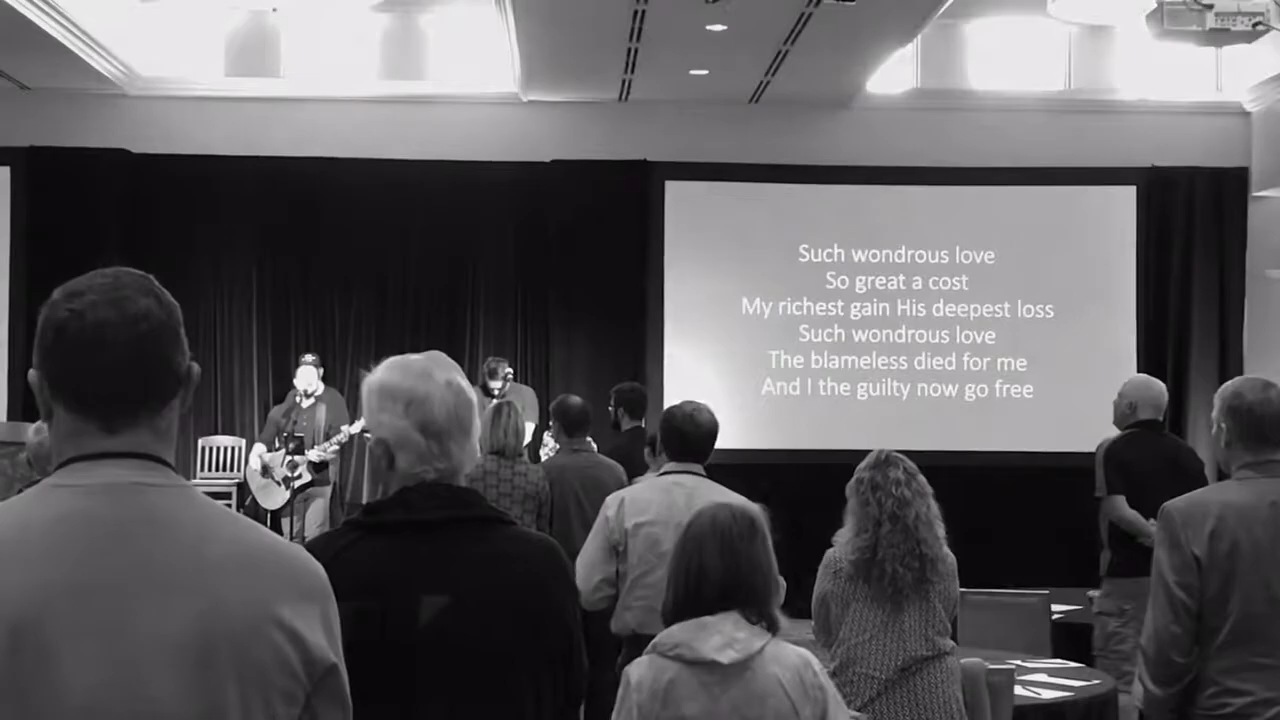 Such wondrous love
So great a cost
My richest gain His deepest loss
Such wondrous love
The blameless died for me
And I the guilty now go free